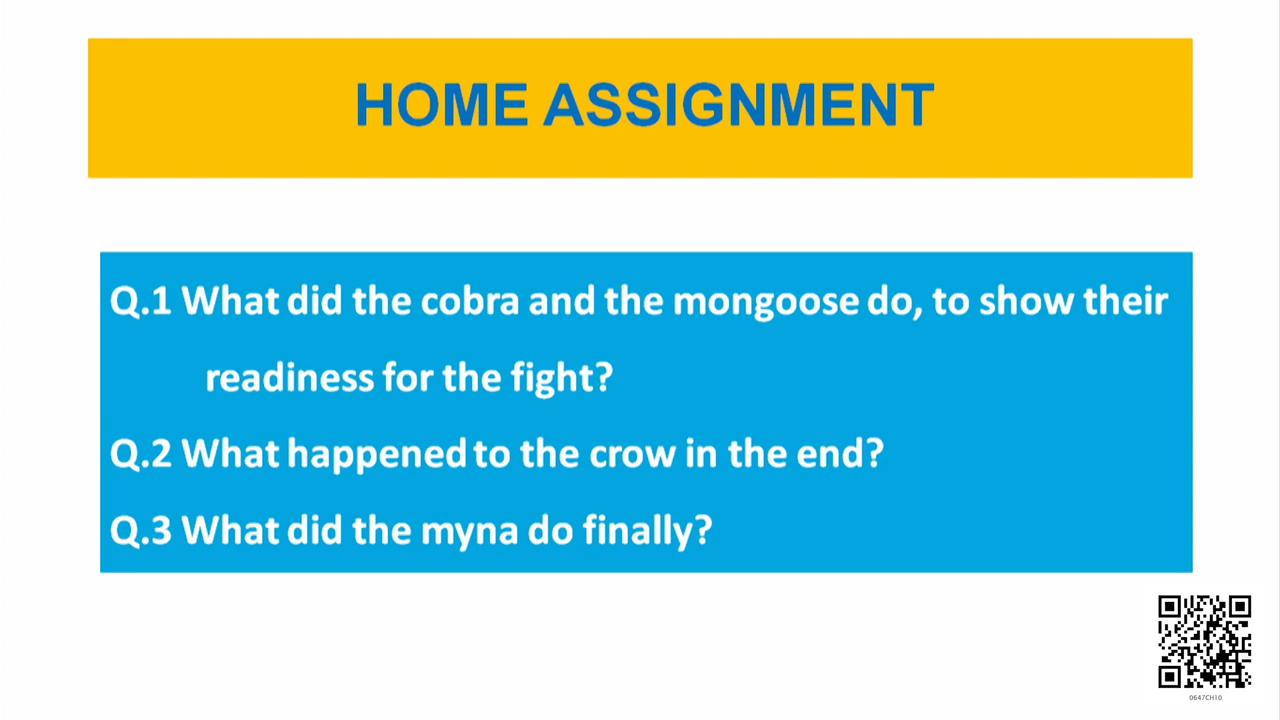 HOME ASSIGNMENT
Q.1 What did the cobra and the mongoose do, to show their
readiness for the fight?
Q.2 What happened to the crow in the end?
Q.3 What did the myna do finally?
0647CH10